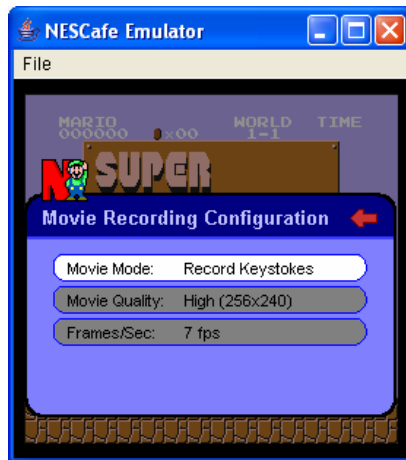 NESCafe Emulator
File
MARIO WORLD TIME
000000 x00 1-1
N SUPER
Movie Recording Configuration
Movie Mode: Record Keystokes
Movie Quality: High (256x240)
Frames/Sec: 7 fps